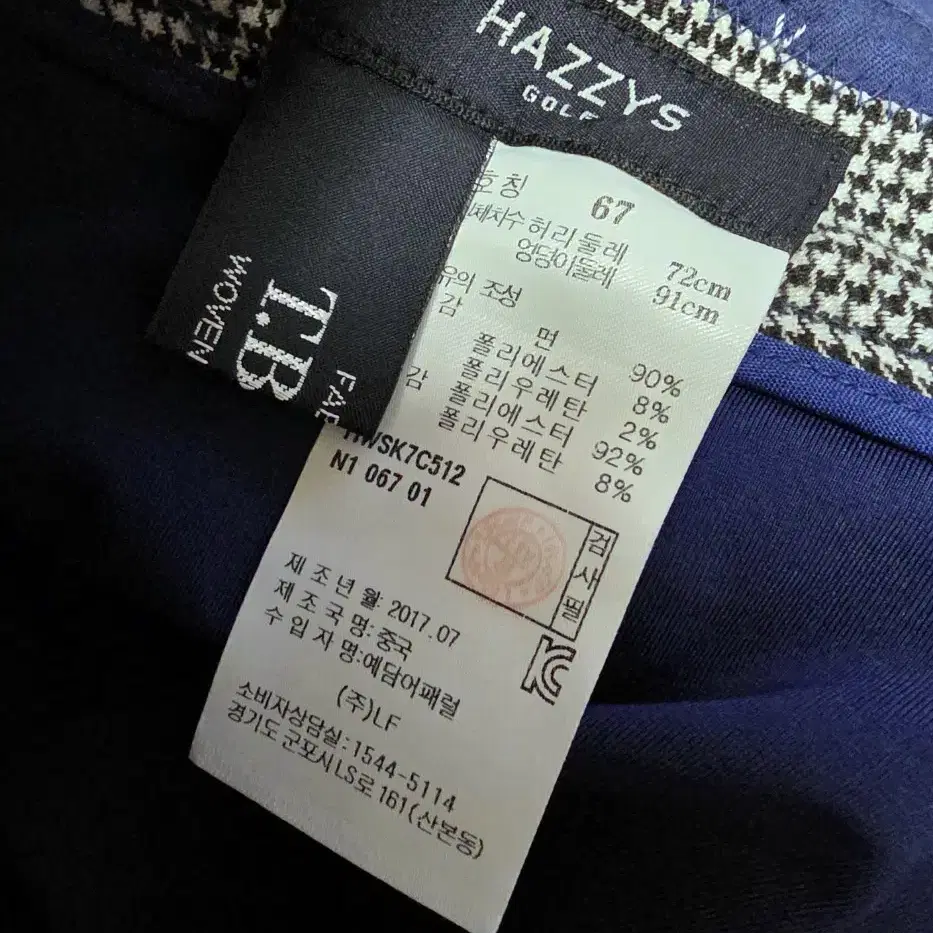 HAZZYS
GOLF
WOVEN
T.B
호칭 67
허리둘레 72cm
엉덩이둘레 91cm
조성
감
면 90%
폴리에스터 8%
폴리우레탄 2%
감 폴리에스터 92%
폴리우레탄 8%
HWSK7C512
N1 067 01
검사필
제조년월 2017.07
제조국명:중국
수입자명:예담어패럴
(주)LF
소비자상담실:1544-5114
경기도 군포시 LS로 161(산본동)